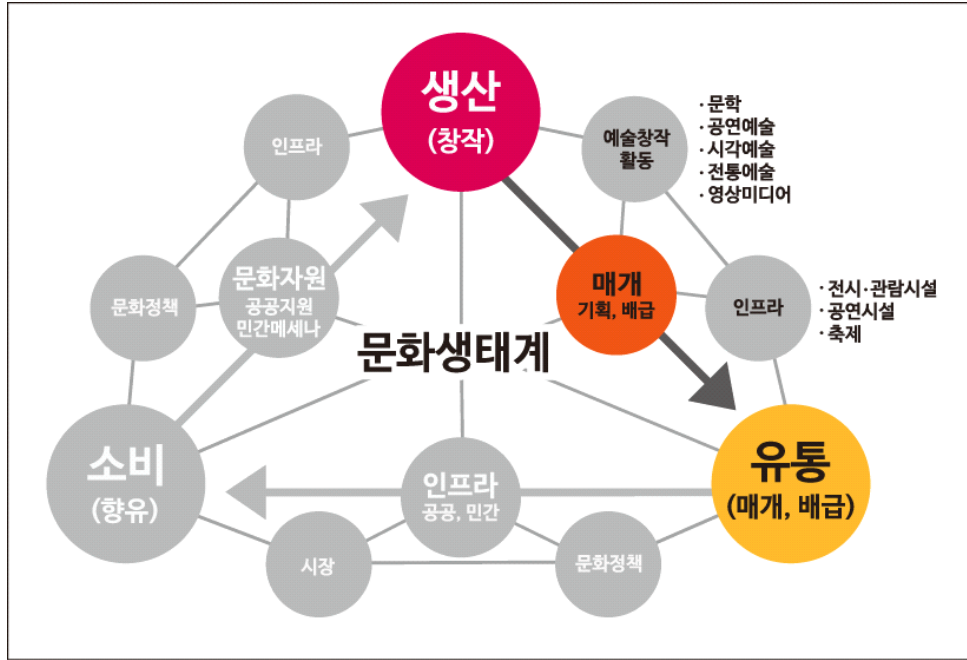 생산
(창작)
인프라
예술창작
활동
· 문학
· 공연예술
· 시각예술
· 전통예술
· 영상미디어
문화정책
문화자원
공공지원
민간메세나
매개
기획, 배급
인프라
· 전시·관람시설
· 공연시설
· 축제
문화생태계
소비
(향유)
인프라
공공, 민간
유통
(매개, 배급)
시장
문화정책